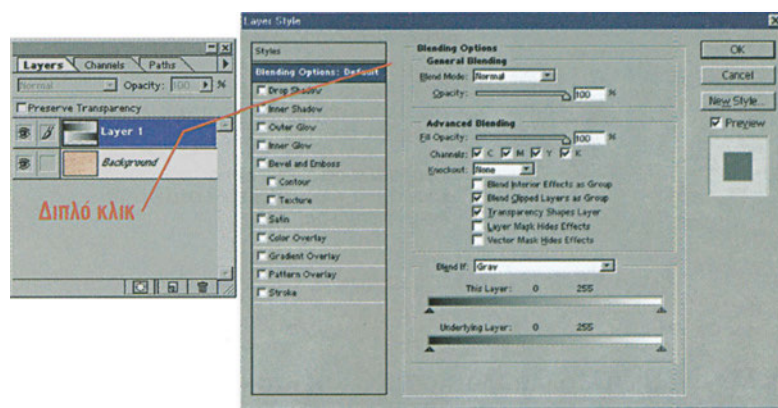 Layers Channels Paths
Normal Opacity: 100 %
Preserve Transparency
Layer 1
Background
Διπλό κλικ
Layer Style
Styles
Blending Options: Default
Drop Shadow
Inner Shadow
Outer Glow
Inner Glow
Bevel and Emboss
Contour
Texture
Satin
Color Overlay
Gradient Overlay
Pattern Overlay
Stroke
Blending Options
General Blending
Blend Mode: Normal
Opacity: 100 %
Advanced Blending
Fill Opacity: 100 %
Channels: C M Y K
Knockout: None
Blend Interior Effects as Group
Blend Clipped Layers as Group
Transparency Shapes Layer
Layer Mask Hides Effects
Vector Mask Hides Effects
Blend If: Gray
This Layer: 0 255
Underlying Layer: 0 255
OK
Cancel
New Style...
Preview